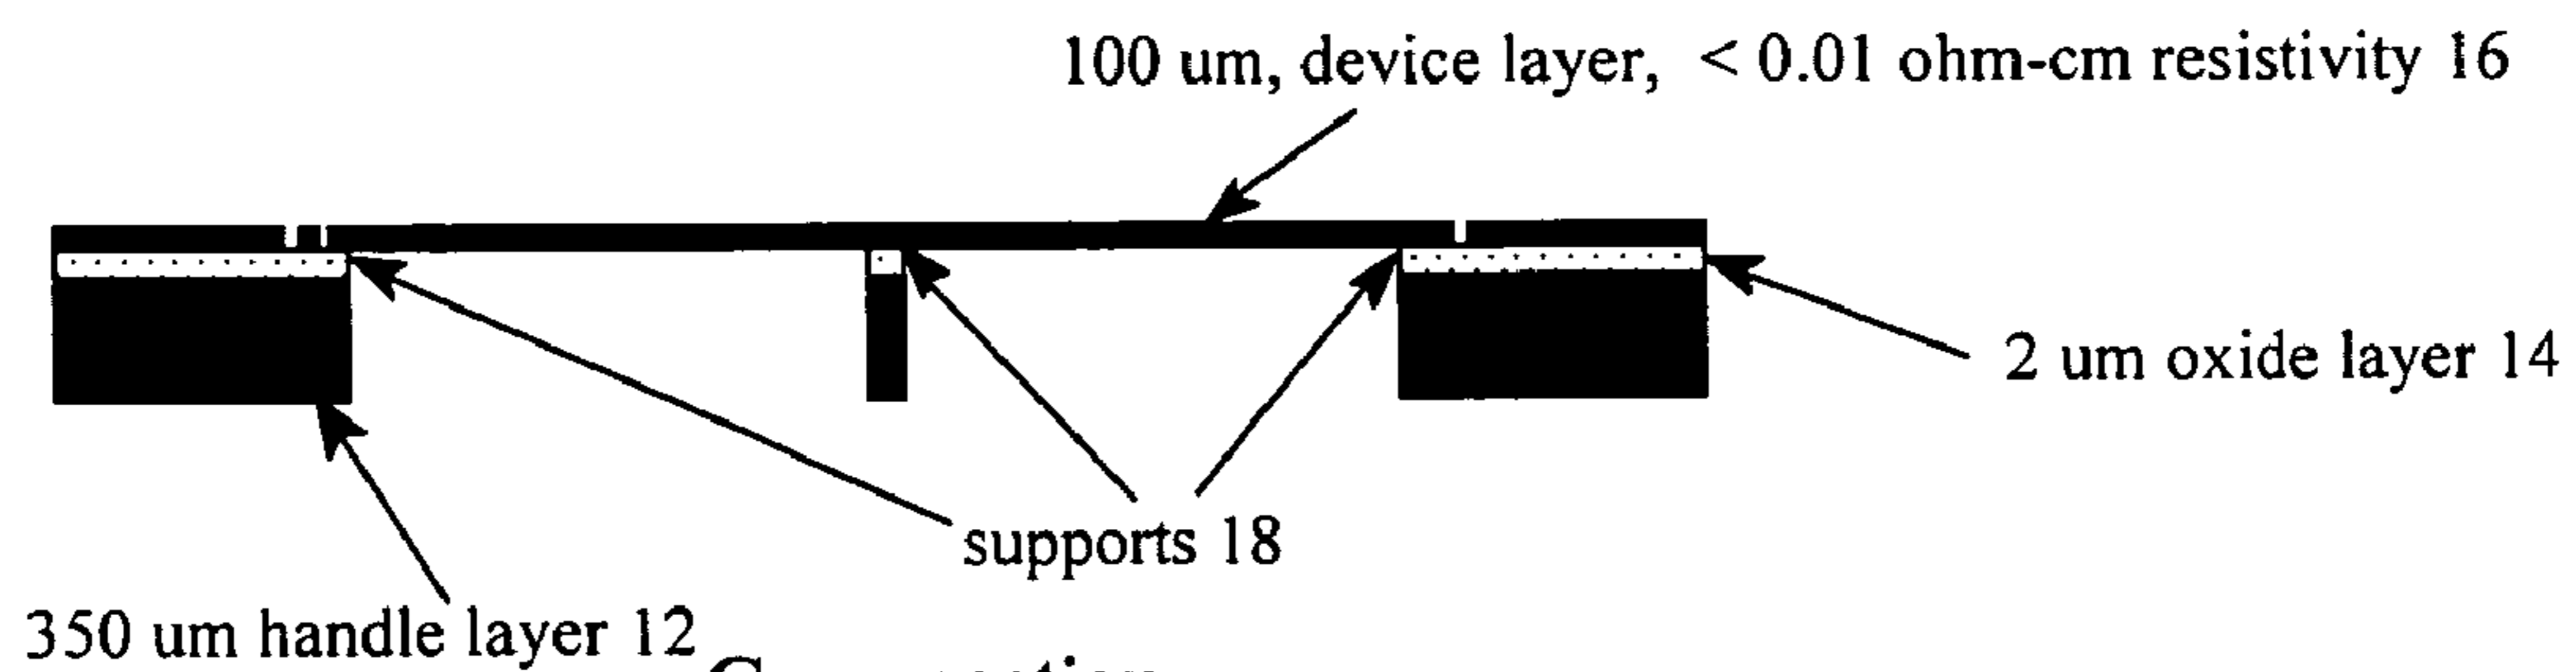 100 um, device layer, < 0.01 ohm-cm resistivity 16
2 um oxide layer 14
supports 18
350 um handle layer 12